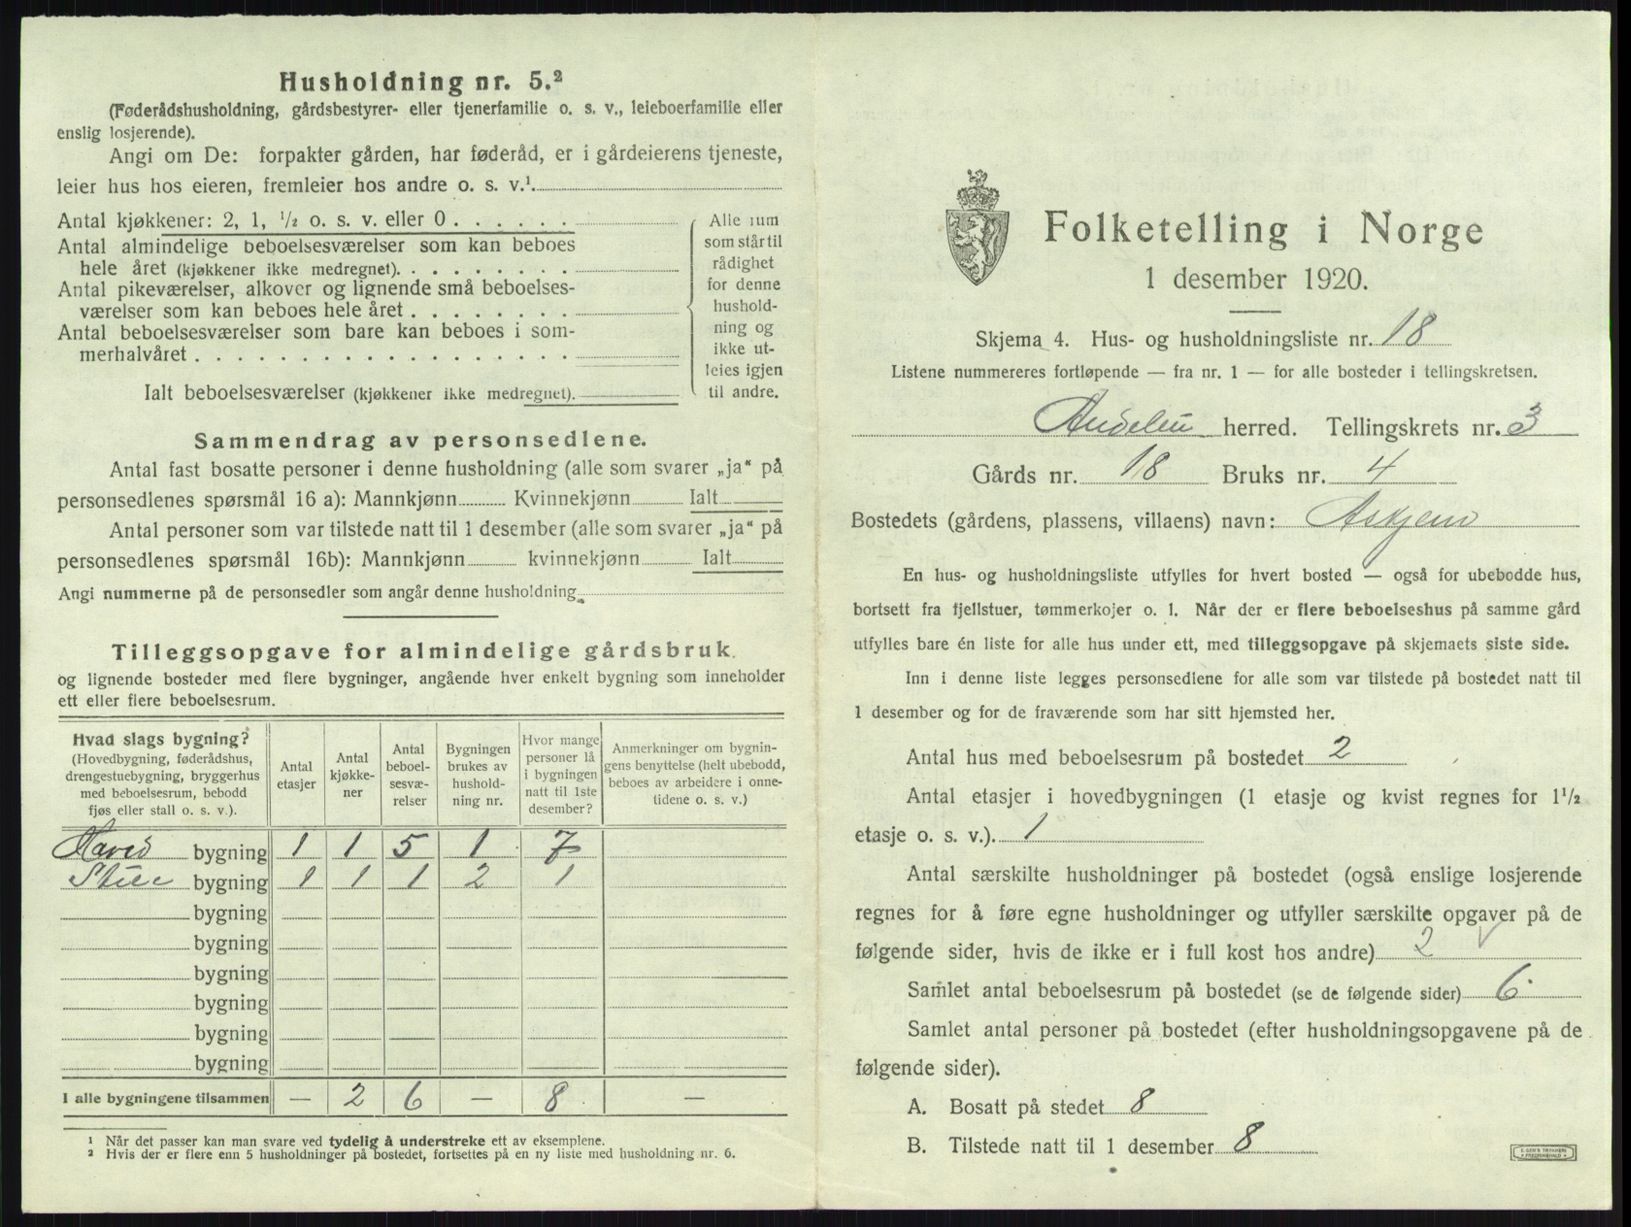 Husholdning nr. 5.²
(Føderådshusholdning, gårdsbestyrer- eller tjenerfamilie o. s. v., leieboerfamilie eller
enslig losjerende).
Angi om De: forpakter gården, har føderåd, er i gårdeierens tjeneste,
leier hus hos eieren, fremleier hos andre o. s. v.¹
Antal kjøkkener: 2, 1, ½ o. s. v. eller 0 . . . . . .
Antal almindelige beboelsesværelser som kan beboes
hele året (kjøkkener ikke medregnet). . . . . . . . .
Antal pikeværelser, alkover og lignende små beboelses-
værelser som kan beboes hele året . . . . . . . .
Antal beboelsesværelser som bare kan beboes i som-
merhalvåret . . . . . . . . . . . . . . . . . .
Ialt beboelsesværelser (kjøkkener ikke medregnet).
Alle rum
som står til
rådighet
for denne
hushold-
ning og
ikke ut-
leies igjen
til andre.
Sammendrag av personsedlene.
Antal fast bosatte personer i denne husholdning (alle som svarer „ja“ på
personsedlenes spørsmål 16 a): Mannkjønn Kvinnekjønn Ialt
Antal personer som var tilstede natt til 1 desember (alle som svarer „ja“ på
personsedlenes spørsmål 16b): Mannkjønn kvinnekjønn Ialt
Angi nummerne på de personsedler som angår denne husholdning
Tilleggsopgave for almindelige gårdsbruk
og lignende bosteder med flere bygninger, angående hver enkelt bygning som inneholder
ett eller flere beboelsesrum.
Hvad slags bygning?
(Hovedbygning, føderådshus,
drengestuebygning, bryggerhus
med beboelsesrum, bebodd
fjøs eller stall o. s. v.).
Antal
etasjer
Antal
kjøkke-
ner
Antal
beboel-
sesvæ-
relser
Bygningen
brukes av
hushold-
ning nr.
Hvor mange
personer lå
i bygningen
natt til 1ste
desember?
Anmerkninger om bygnin-
gens benyttelse (helt ubebodd,
beboes av arbeidere i onne-
tidene o. s. v.)
bygning 1 1 5 1 7
bygning 1 1 1 2 1
bygning
bygning
bygning
bygning
bygning
bygning
I alle bygningene tilsammen — 2 6 — 8 —
¹ Når det passer kan man svare ved tydelig å understreke ett av eksemplene.
² Hvis der er flere enn 5 husholdninger på bostedet, fortsettes på en ny liste med husholdning nr. 6.
Folketelling i Norge
1 desember 1920.
Skjema 4. Hus- og husholdningsliste nr. 18
Listene nummereres fortløpende — fra nr. 1 — for alle bosteder i tellingskretsen.
herred. Tellingskrets nr. 3
Gårds nr. 18 Bruks nr. 4
Bostedets (gårdens, plassens, villaens) navn: Askjem
En hus- og husholdningsliste utfylles for hvert bosted — også for ubebodde hus,
bortsett fra fjellstuer, tømmerkojer o. l. Når der er flere beboelseshus på samme gård
utfylles bare én liste for alle hus under ett, med tilleggsopgave på skjemaets siste side.
Inn i denne liste legges personsedlene for alle som var tilstede på bostedet natt til
1 desember og for de fraværende som har sitt hjemsted her.
Antal hus med beboelsesrum på bostedet 2
Antal etasjer i hovedbygningen (1 etasje og kvist regnes for 1½
etasje o. s. v.). 1
Antal særskilte husholdninger på bostedet (også enslige losjerende
regnes for å føre egne husholdninger og utfyller særskilte opgaver på de
følgende sider, hvis de ikke er i full kost hos andre) 2
Samlet antal beboelsesrum på bostedet (se de følgende sider) 6
Samlet antal personer på bostedet (efter husholdningsopgavene på de
følgende sider).
A. Bosatt på stedet 8
B. Tilstede natt til 1 desember 8